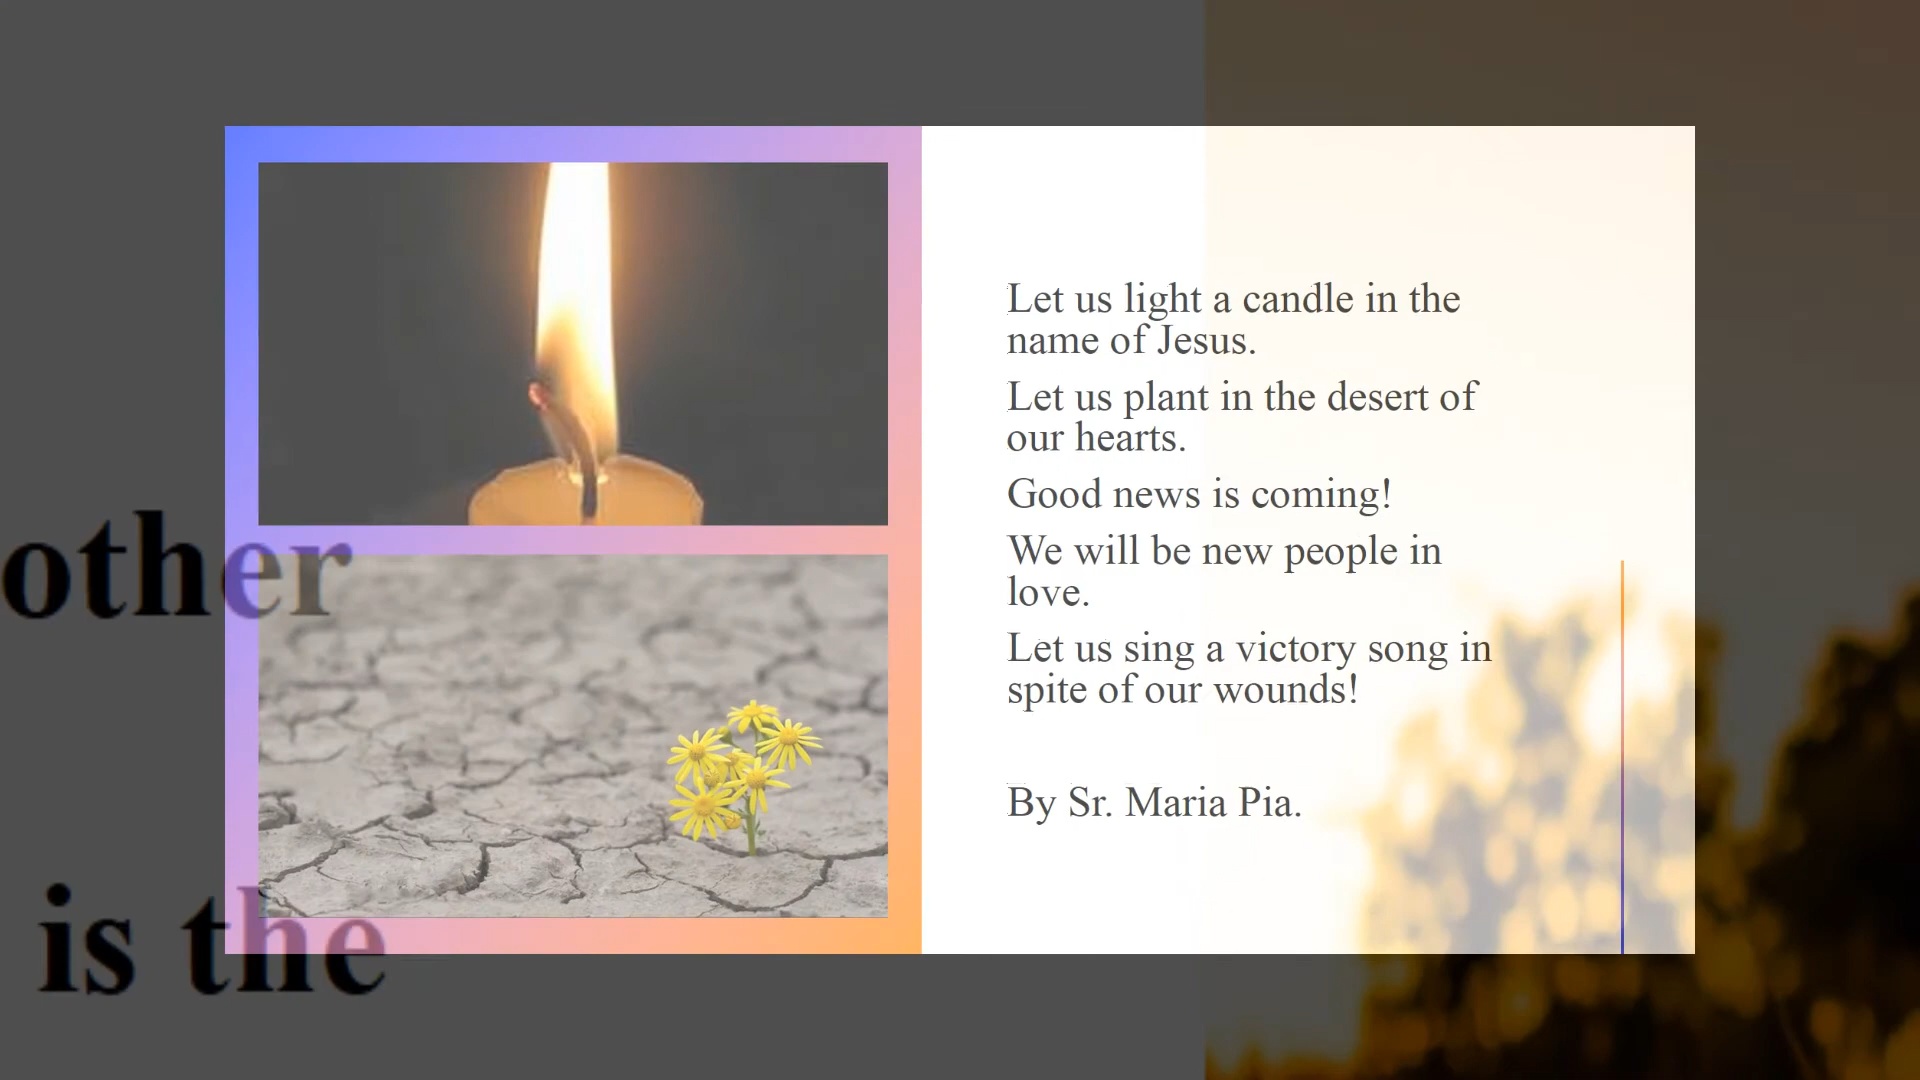 Let us light a candle in the
name of Jesus.
Let us plant in the desert of
our hearts.
Good news is coming!
We will be new people in
love.
Let us sing a victory song in
spite of our wounds!
By Sr. Maria Pia.
other
is the